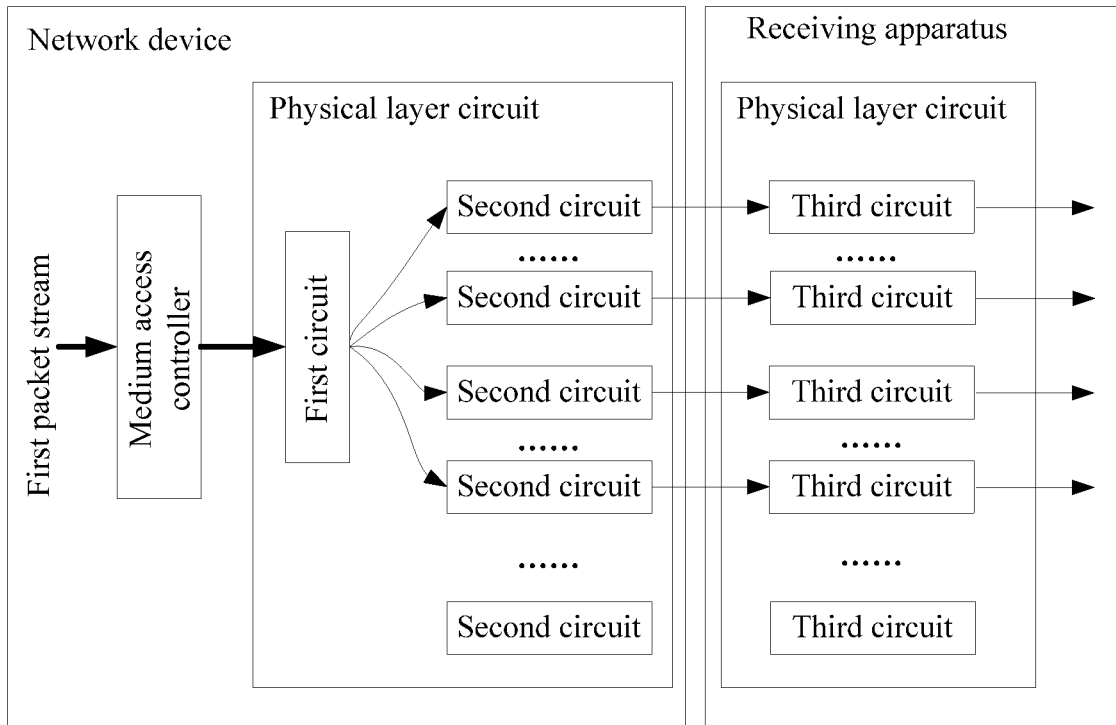 Network device
Receiving apparatus
Physical layer circuit
Physical layer circuit
First packet stream
Medium access
controller
First circuit
Second circuit
Third circuit
......
......
Second circuit
Third circuit
Second circuit
Third circuit
......
......
Second circuit
Third circuit
......
......
Second circuit
Third circuit